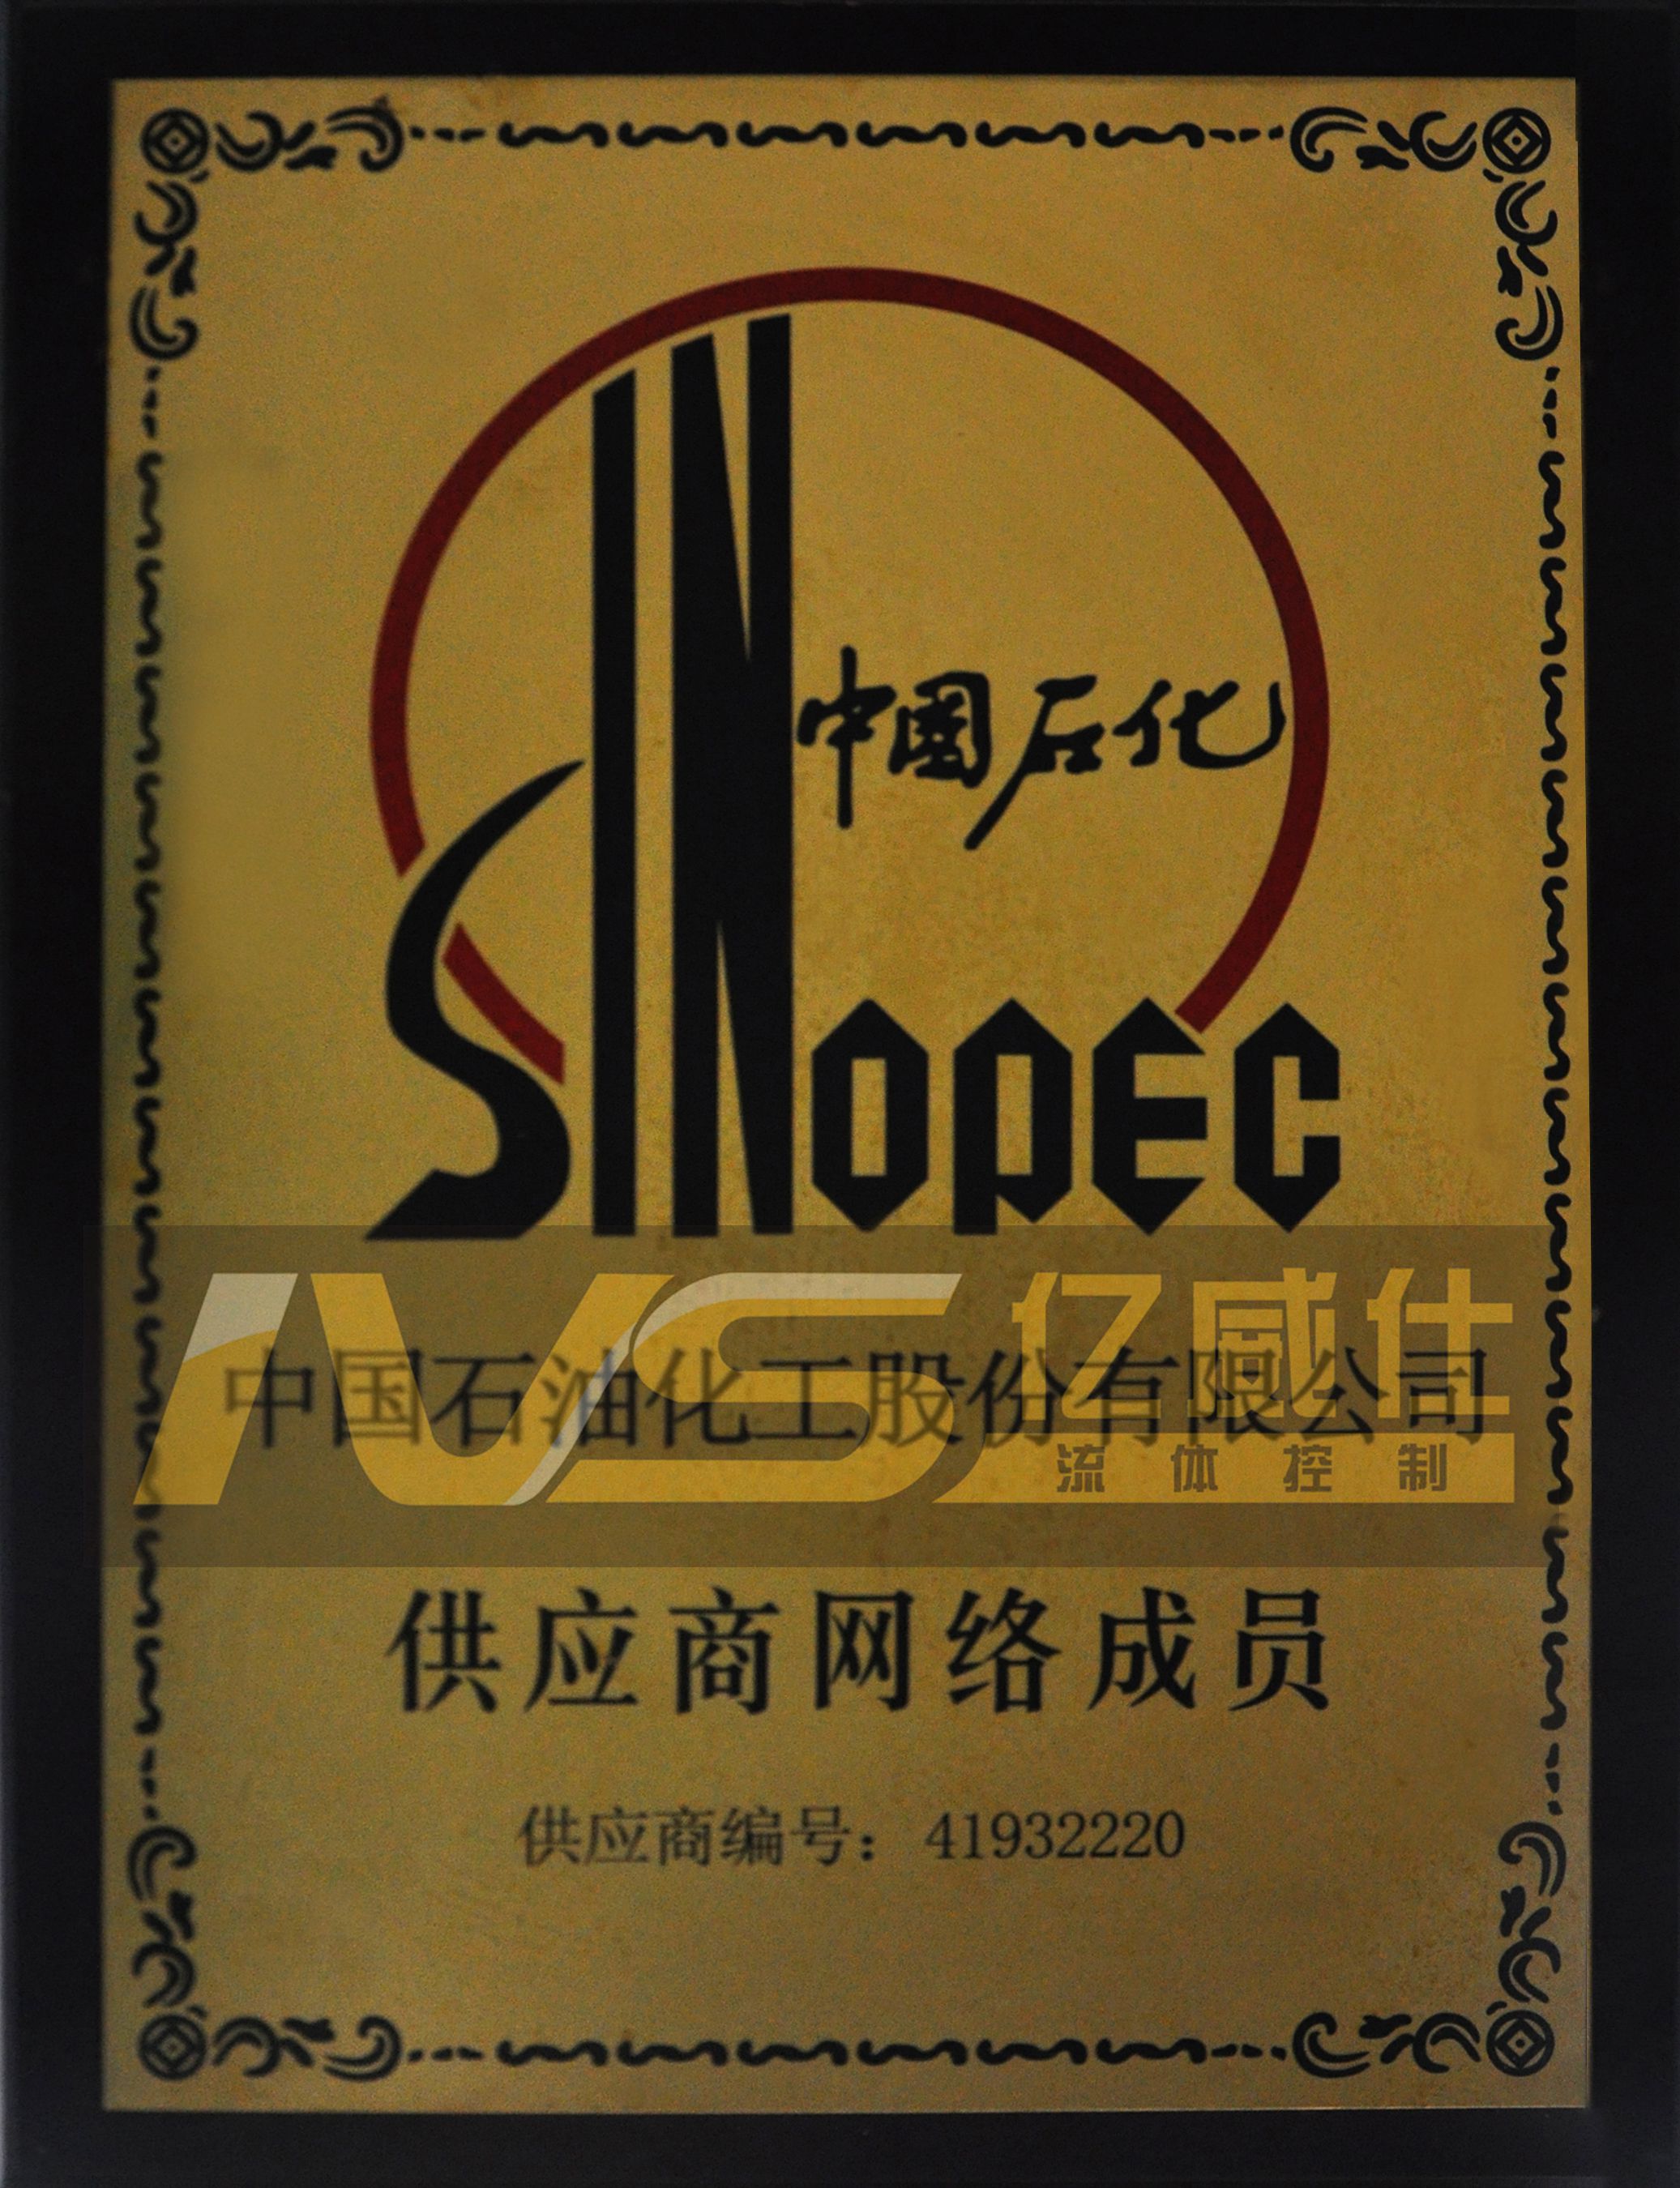 中国石化
SINOPEC
IVS 亿威仕
流体控制
中国石油化工股份有限公司
供应商网络成员
供应商编号：41932220